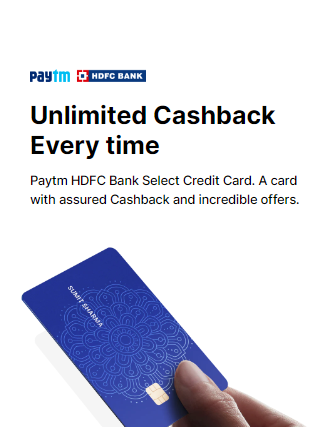 paytm HDFC BANK
Unlimited Cashback
Every time
Paytm HDFC Bank Select Credit Card. A card
with assured Cashback and incredible offers.
SUMIT SHARMA